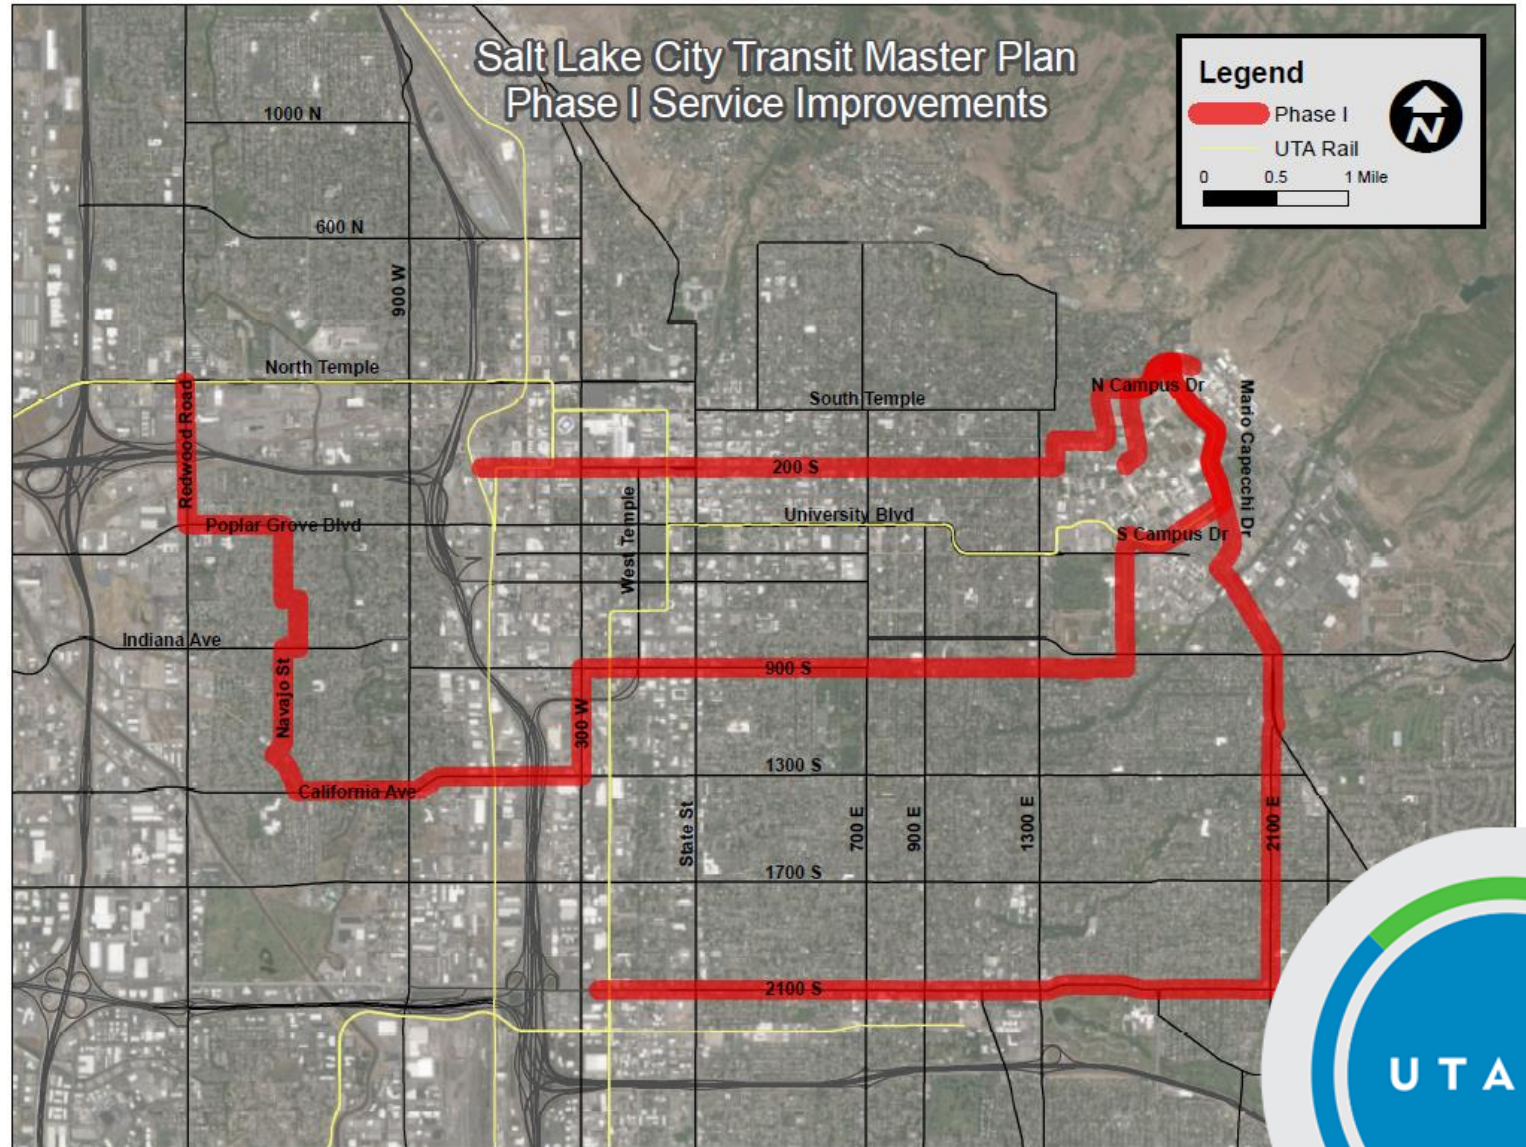 Salt Lake City Transit Master Plan
Phase I Service Improvements
Legend
Phase I
UTA Rail
0 0.5 1 Mile
N
1000 N
600 N
900 W
North Temple
South Temple
N Campus Dr
Mario Capecchi Dr
Redwood Road
200 S
Poplar Grove Blvd
West Temple
University Blvd
S Campus Dr
Indiana Ave
Navajo St
900 S
300 W
1300 S
California Ave
State St
700 E
900 E
1300 E
2100 E
1700 S
2100 S
UTA